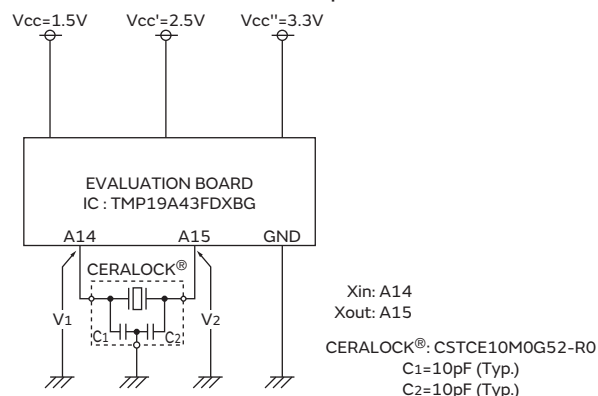 Vcc=1.5V Vcc'=2.5V Vcc''=3.3V
EVALUATION BOARD
IC : TMP19A43FDXBG
A14 A15 GND
CERALOCK®
V1 C1 C2 V2
Xin: A14
Xout: A15
CERALOCK®: CSTCE10M0G52-R0
C1=10pF (Typ.)
C2=10pF (Typ.)